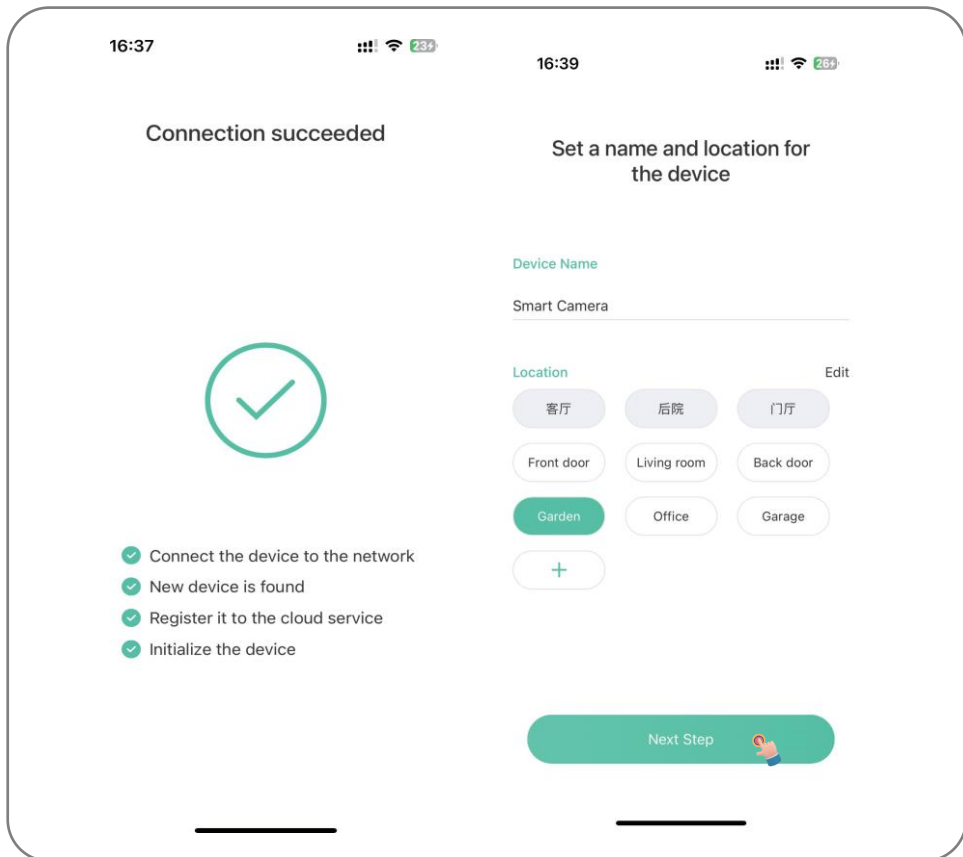 16:37
23
Connection succeeded
Connect the device to the network
New device is found
Register it to the cloud service
Initialize the device
16:39
26
Set a name and location for
the device
Device Name
Smart Camera
Location Edit
客厅 后院 门厅
Front door Living room Back door
Garden Office Garage
+
Next Step